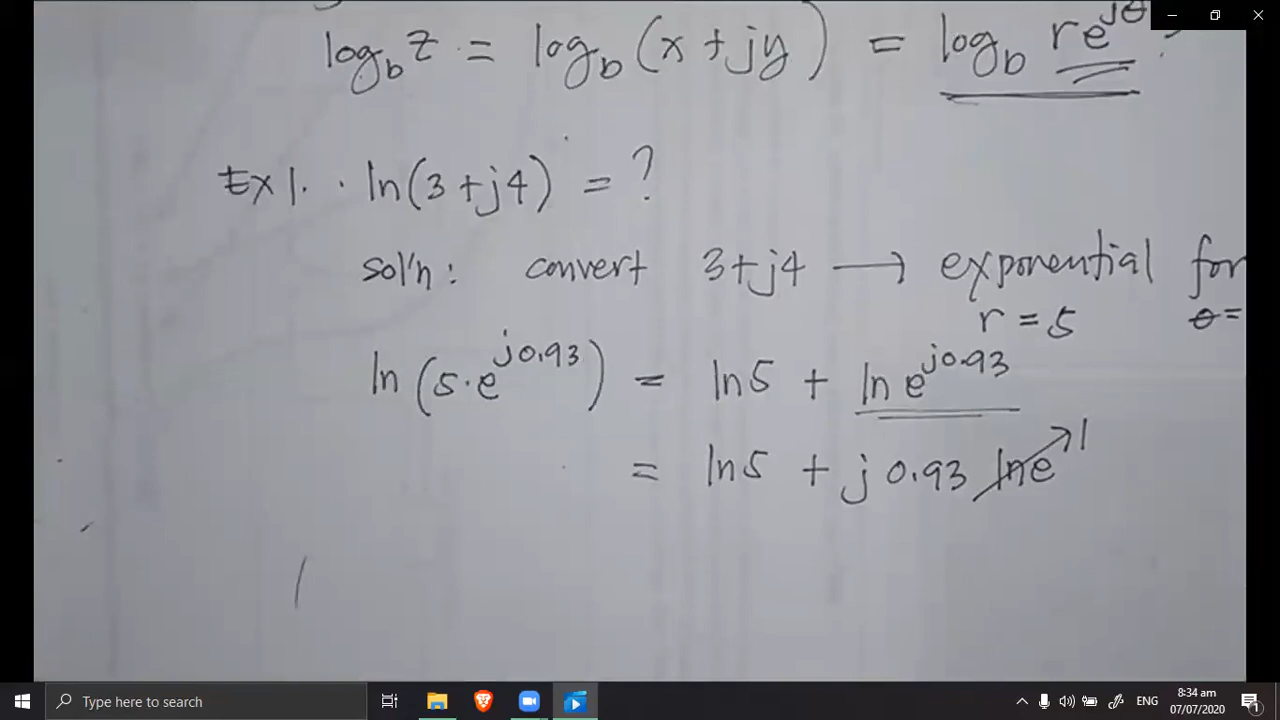 log_b z = log_b (x + jy) = log_b re^jθ
Ex 1. ln(3 + j4) = ?
sol'n: convert 3+j4 → exponential for
r = 5 θ=
ln (5·e^j0.93) = ln5 + ln e^j0.93
= ln5 + j 0.93 lne 1
Type here to search
ENG
8:34 am
07/07/2020
1